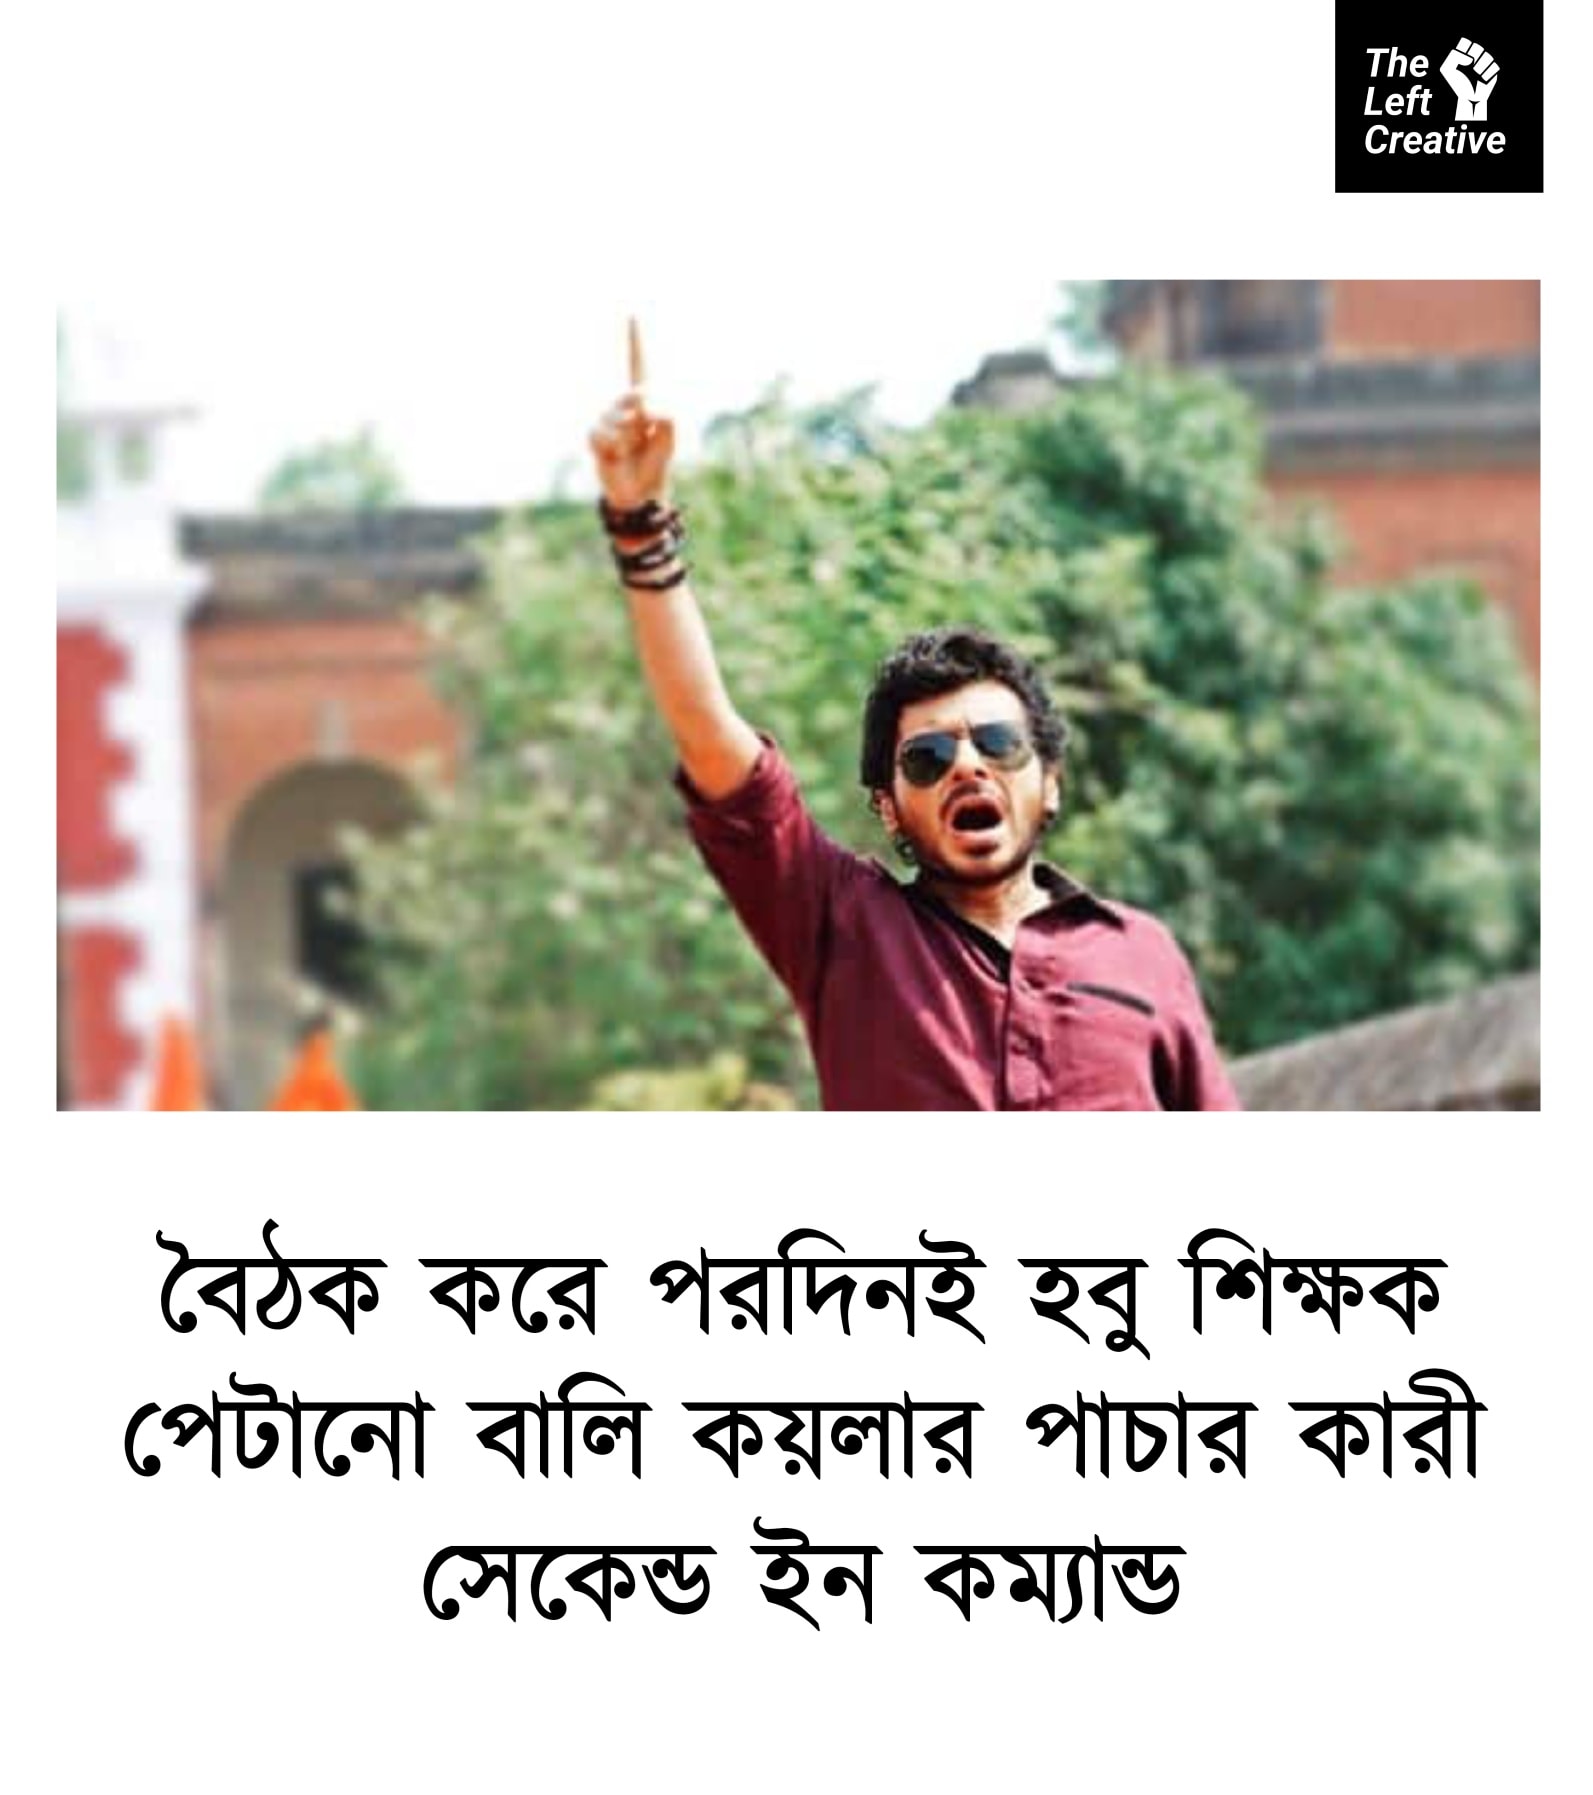 The
Left
Creative
বৈঠক করে পরদিনই হবু শিক্ষক
পেটানো বালি কয়লার পাচার কারী
সেকেন্ড ইন কম্যান্ড